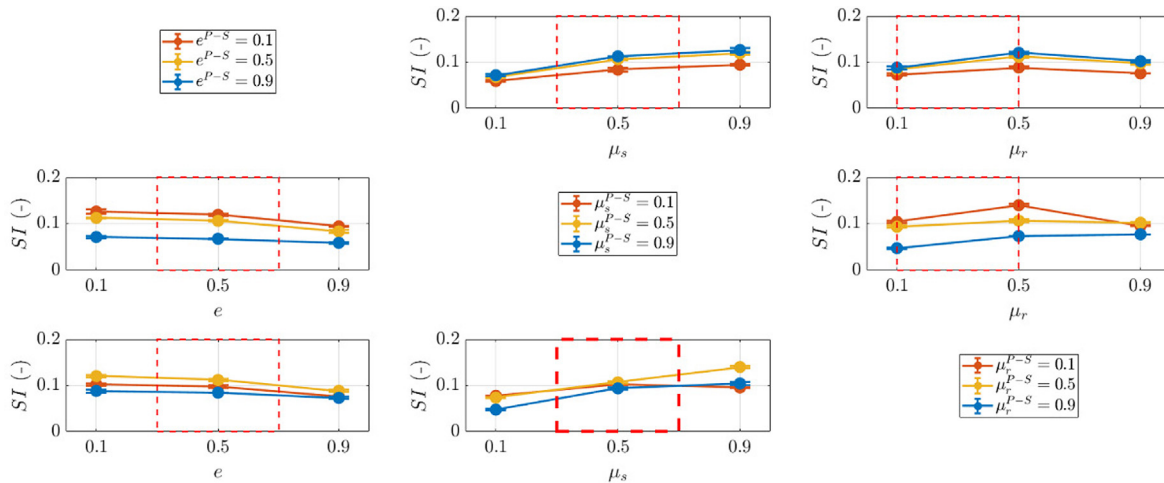 e^{P-S} = 0.1
e^{P-S} = 0.5
e^{P-S} = 0.9
SI (-)
0.2
0.1
0
0.1 0.5 0.9
μ_s
SI (-)
0.2
0.1
0
0.1 0.5 0.9
μ_r
SI (-)
0.2
0.1
0
0.1 0.5 0.9
e
μ_s^{P-S} = 0.1
μ_s^{P-S} = 0.5
μ_s^{P-S} = 0.9
SI (-)
0.2
0.1
0
0.1 0.5 0.9
μ_r
SI (-)
0.2
0.1
0
0.1 0.5 0.9
e
SI (-)
0.2
0.1
0
0.1 0.5 0.9
μ_s
μ_r^{P-S} = 0.1
μ_r^{P-S} = 0.5
μ_r^{P-S} = 0.9